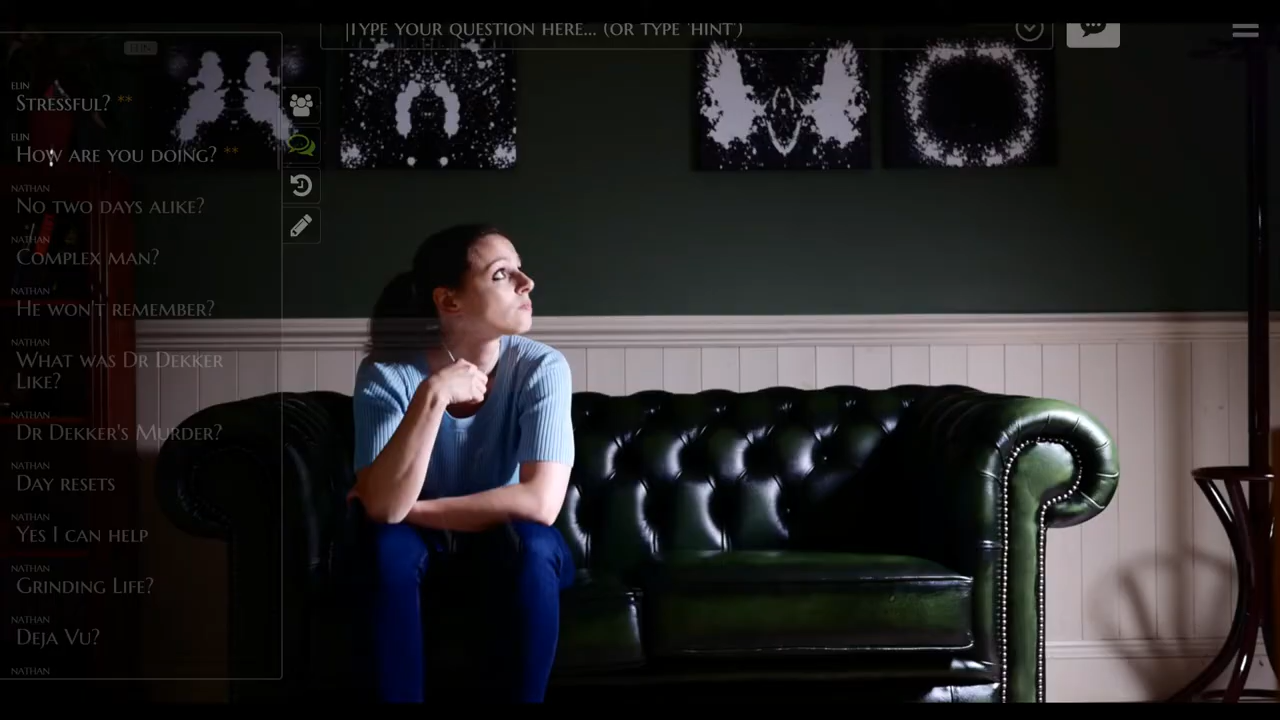 Type your question here... (or type 'hint')
Elin
Elin
Stressful? **
Elin
How are you doing? **
Nathan
No two days alike?
Nathan
Complex man?
Nathan
He won't remember?
Nathan
What was Dr Dekker
Like?
Nathan
Dr Dekker's Murder?
Nathan
Day resets
Nathan
Yes I can help
Nathan
Grinding Life?
Nathan
Deja Vu?
Nathan